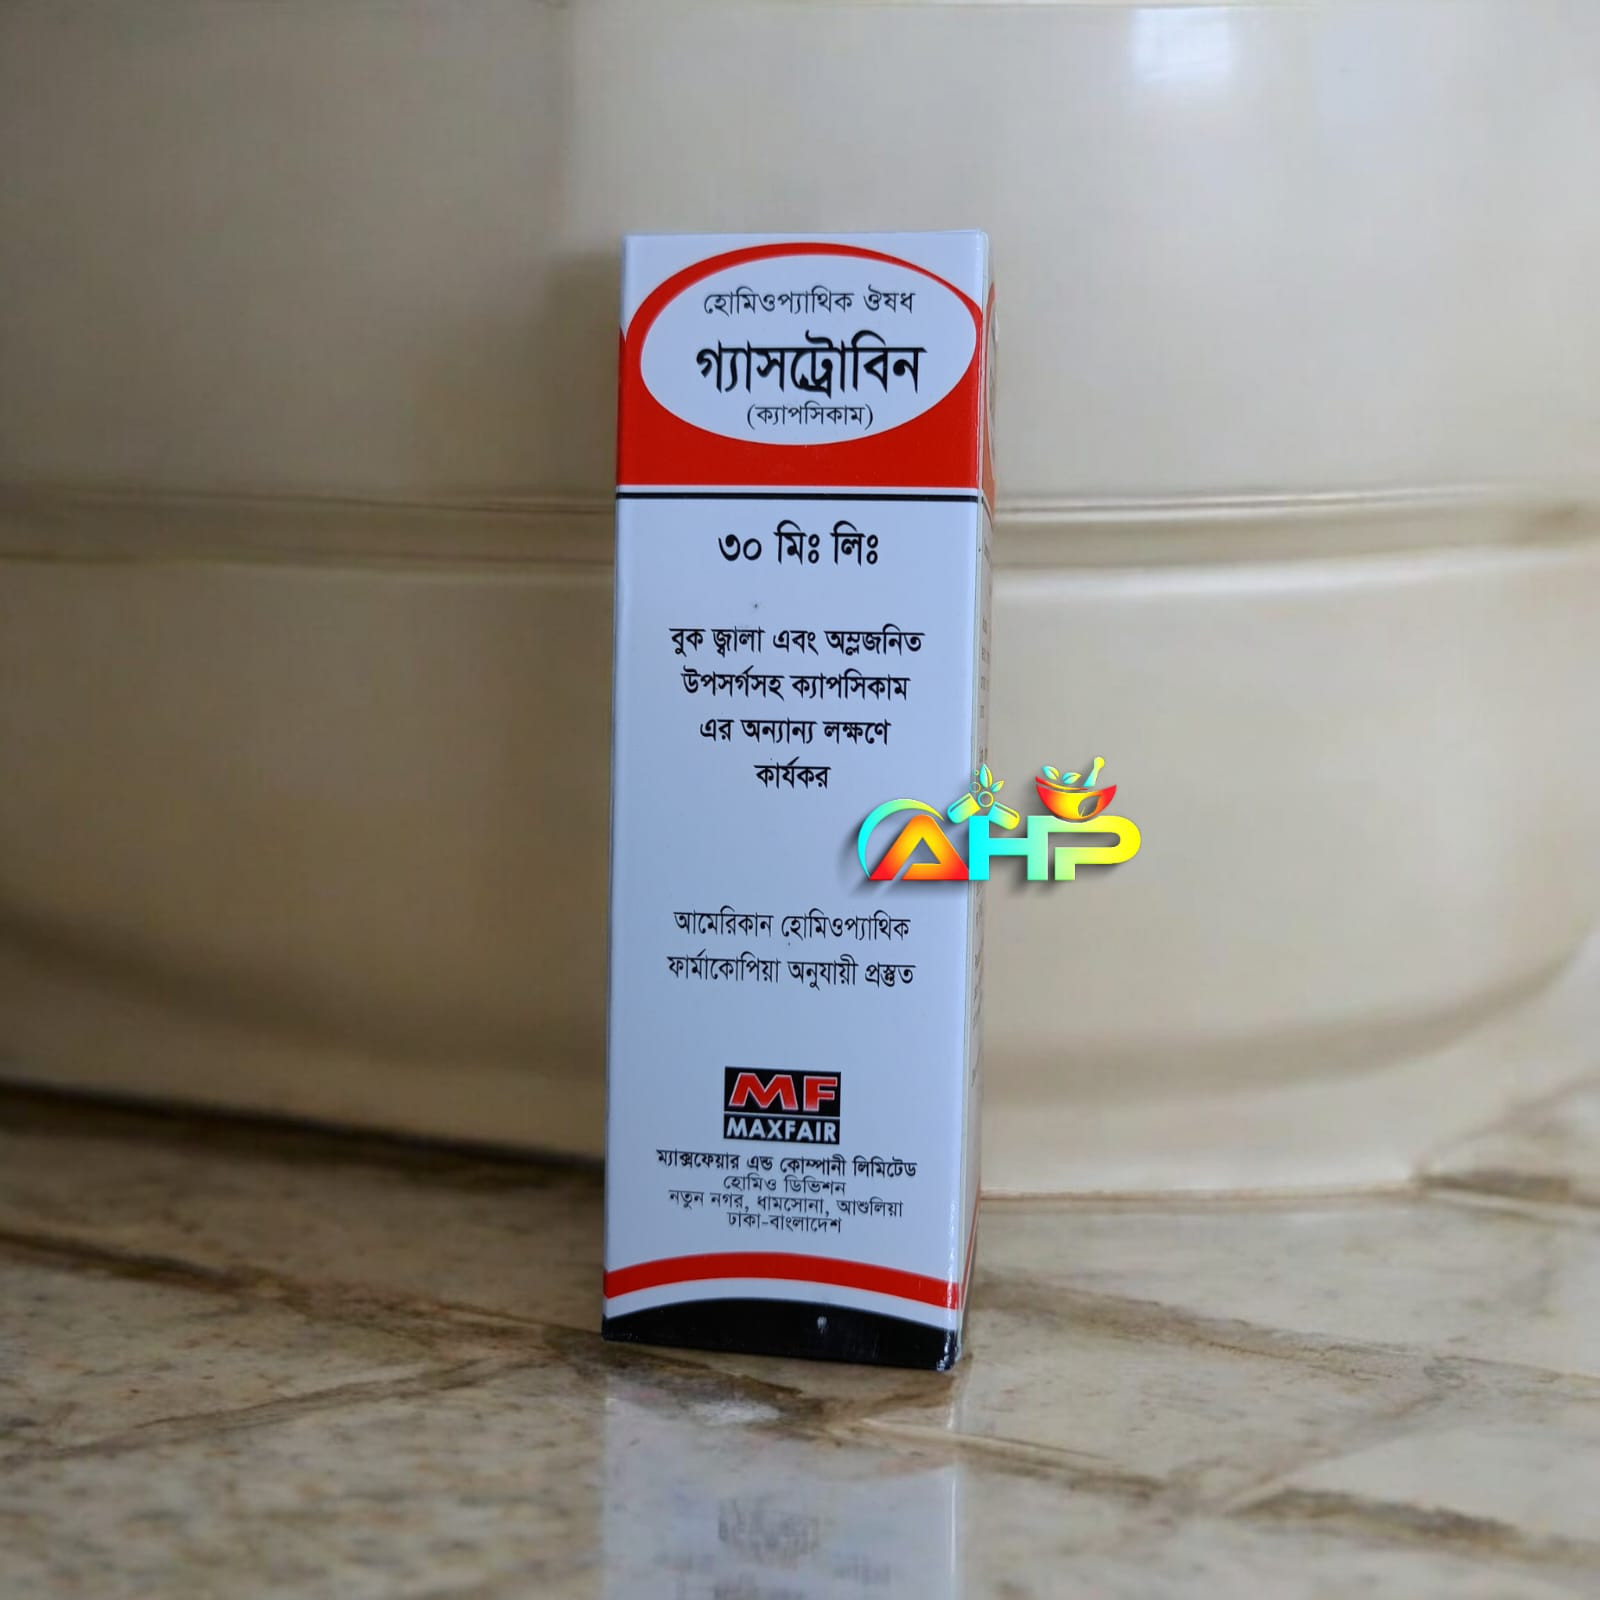 হোমিওপ্যাথিক ঔষধ
গ্যাসট্রোবিন
(ক্যাপসিকাম)
৩০ মিঃ লিঃ
বুক জ্বালা এবং অম্লজনিত
উপসর্গসহ ক্যাপসিকাম
এর অন্যান্য লক্ষণে
কার্যকর
AHP
আমেরিকান হোমিওপ্যাথিক
ফার্মাকোপিয়া অনুযায়ী প্রস্তুত
MF
MAXFAIR
ম্যাক্সফেয়ার এন্ড কোম্পানী লিমিটেড
হোমিও ডিভিশন
নতুন নগর, ধামসোনা, আশুলিয়া
ঢাকা-বাংলাদেশ